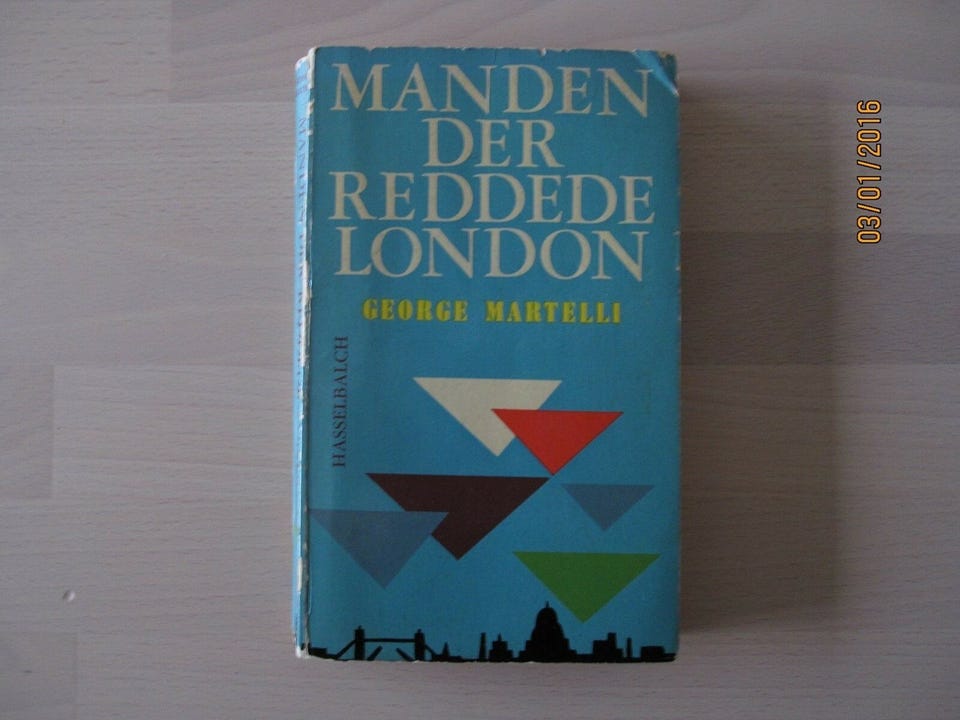 MANDEN
DER
REDDEDE
LONDON
GEORGE MARTELLI
HASSELBALCH
03/01/2016